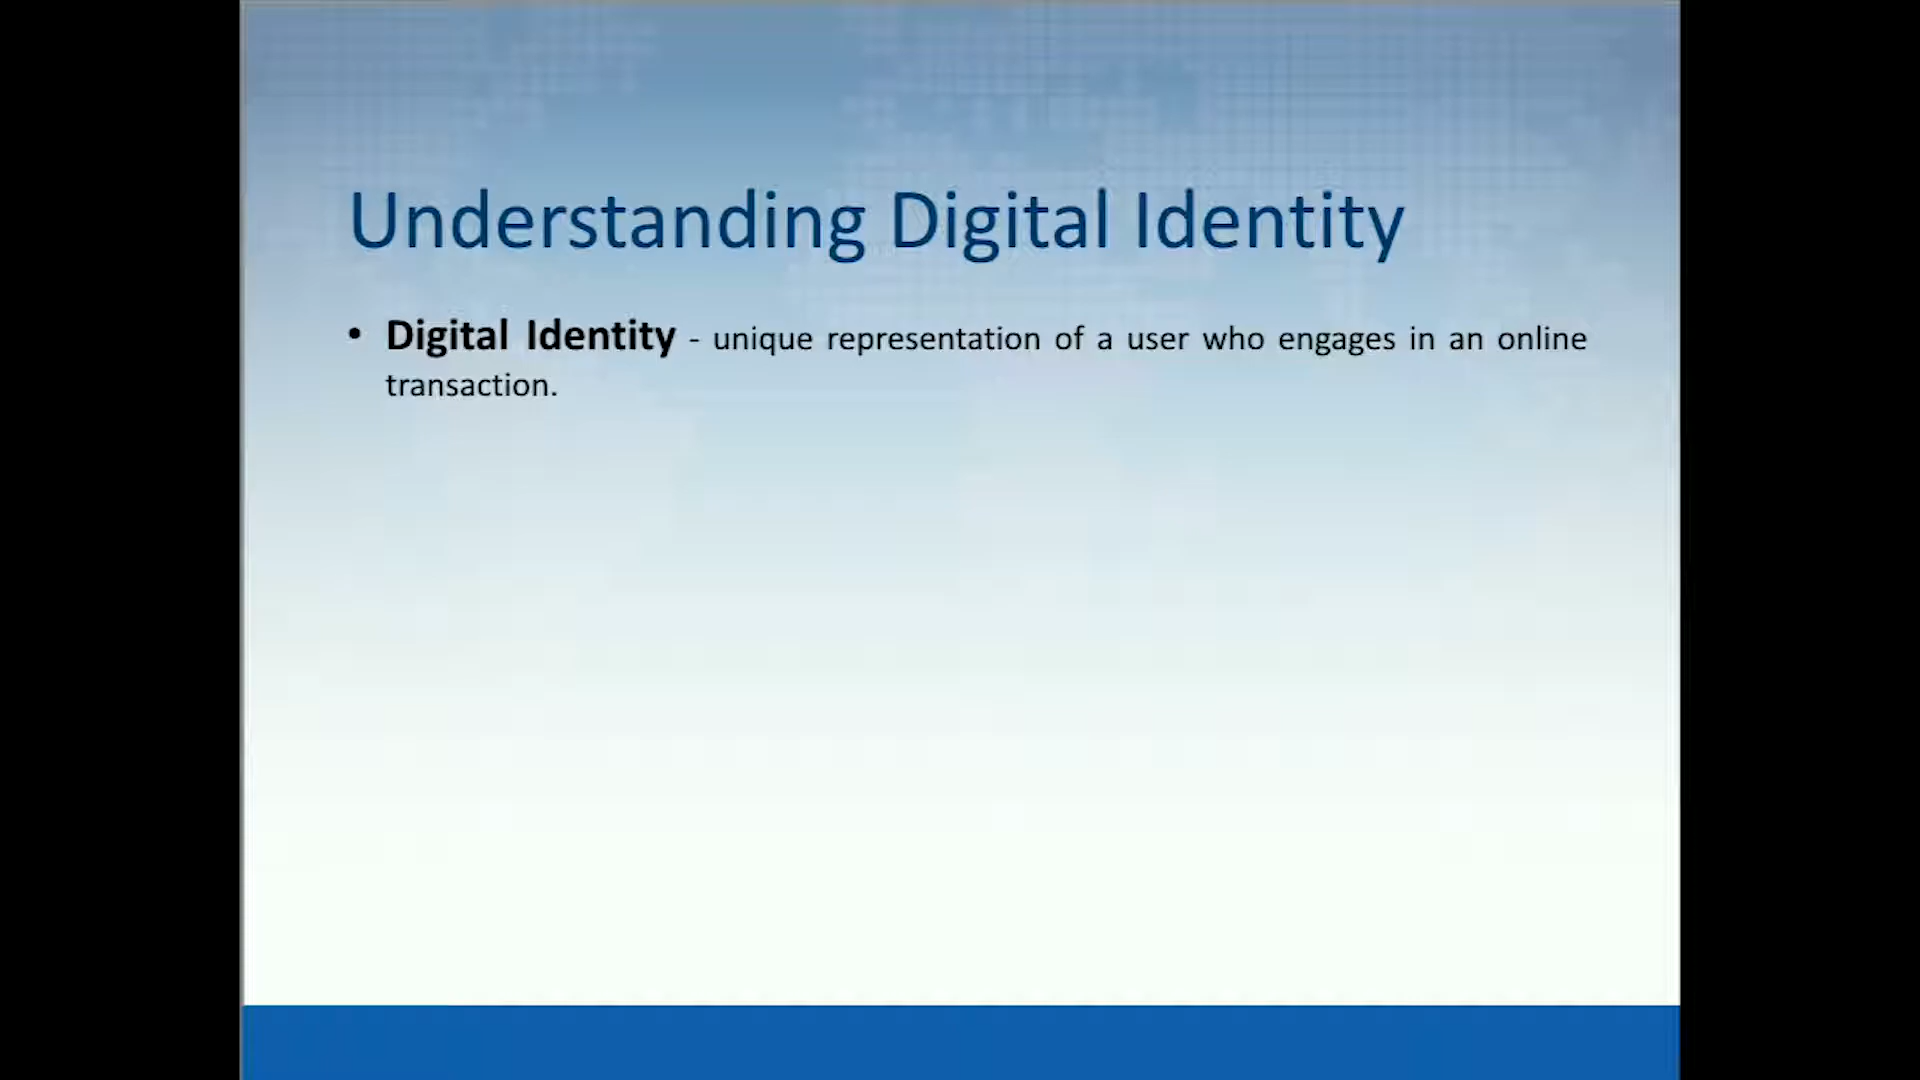 Understanding Digital Identity
• Digital Identity - unique representation of a user who engages in an online
transaction.